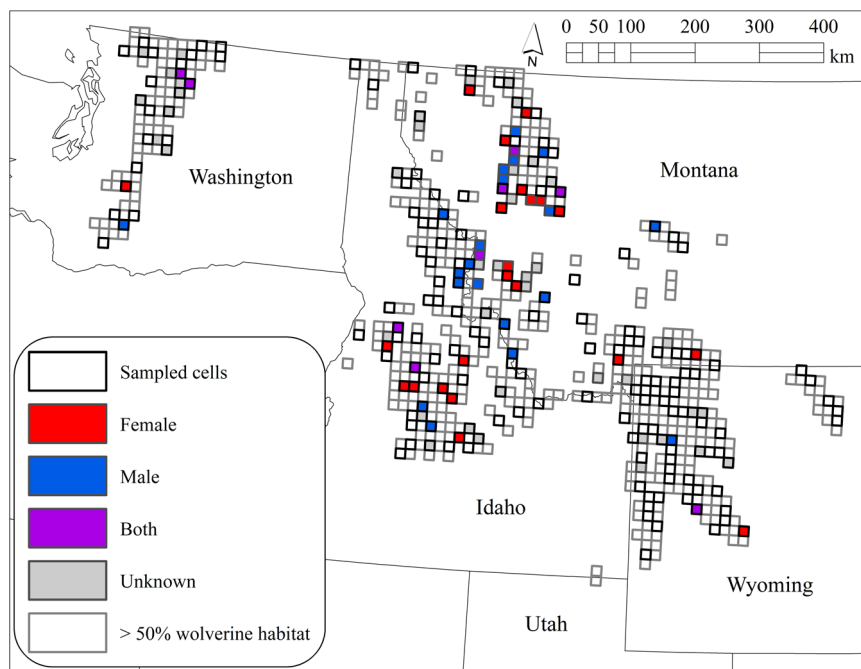 0 50 100 200 300 400
km
N
Washington
Montana
Sampled cells
Female
Male
Both
Unknown
> 50% wolverine habitat
Idaho
Wyoming
Utah